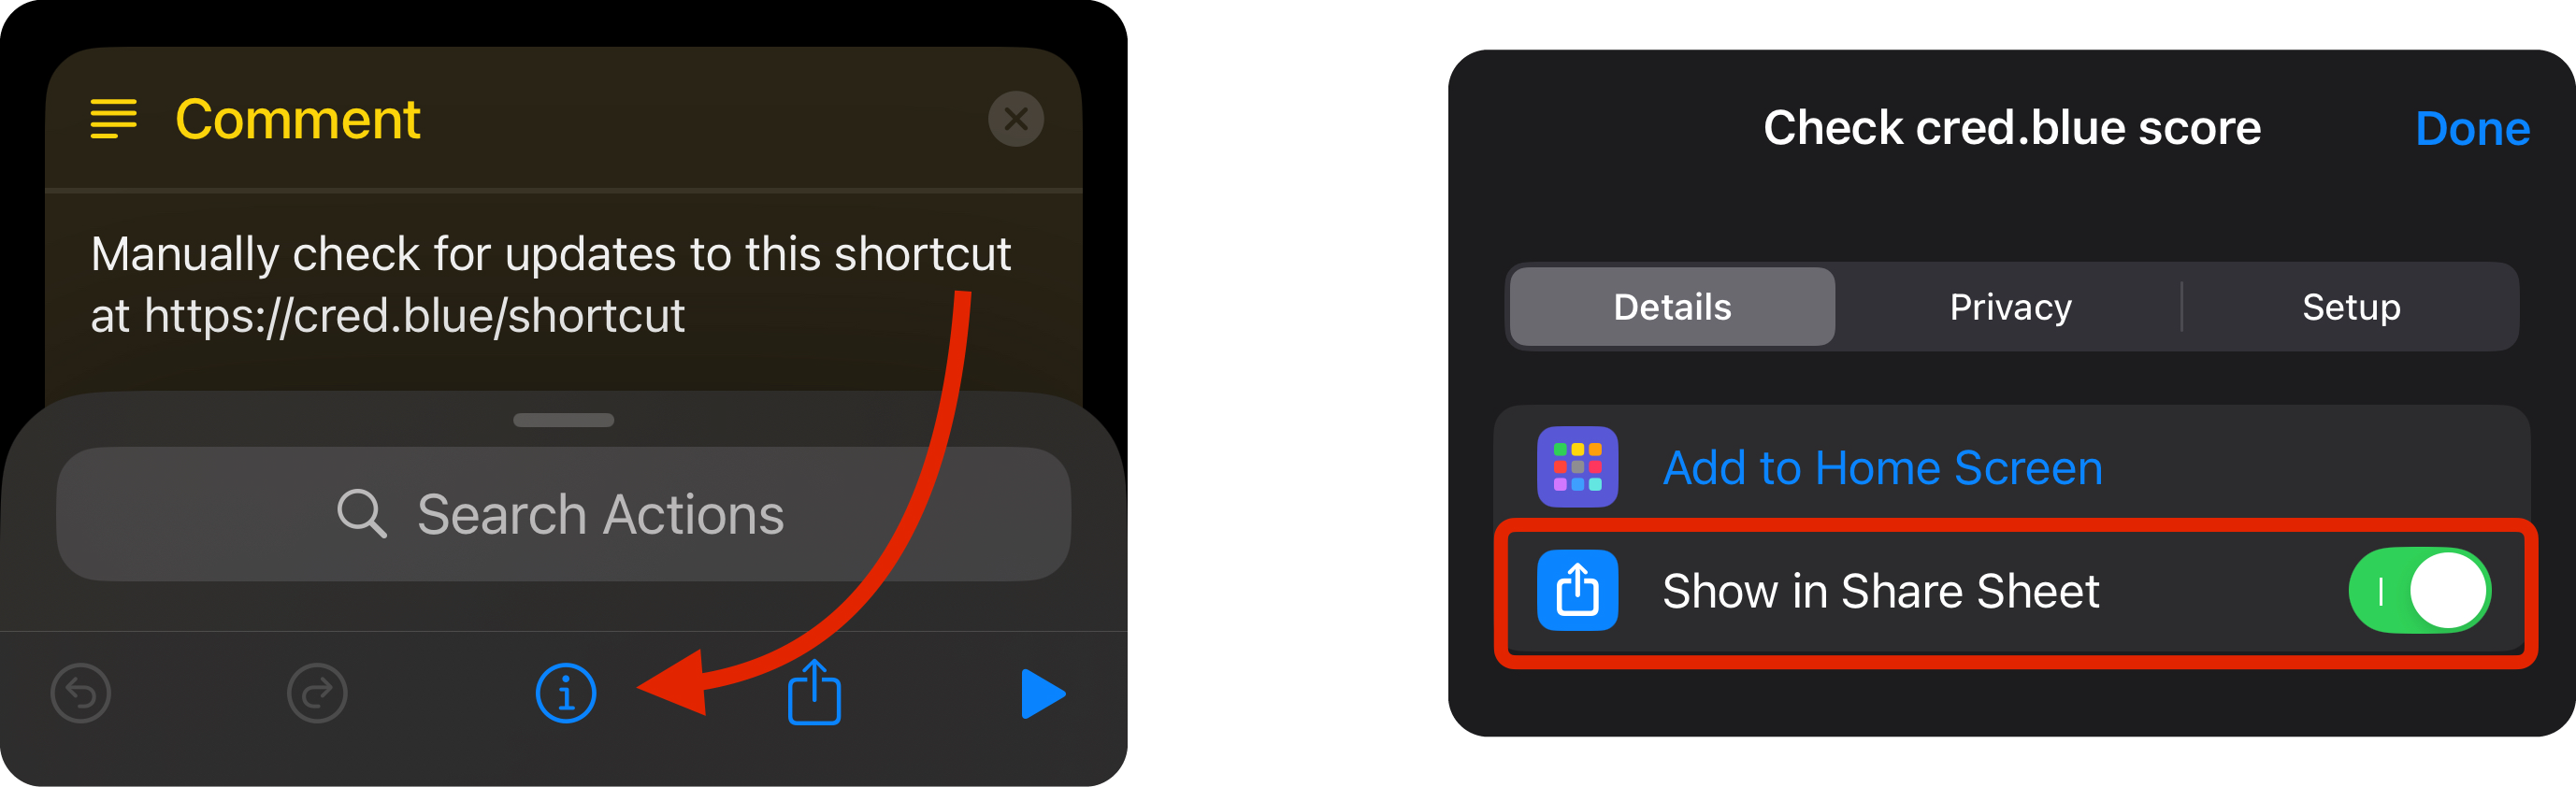 Comment
Manually check for updates to this shortcut
at https://cred.blue/shortcut
Search Actions
Check cred.blue score
Done
Details
Privacy
Setup
Add to Home Screen
Show in Share Sheet